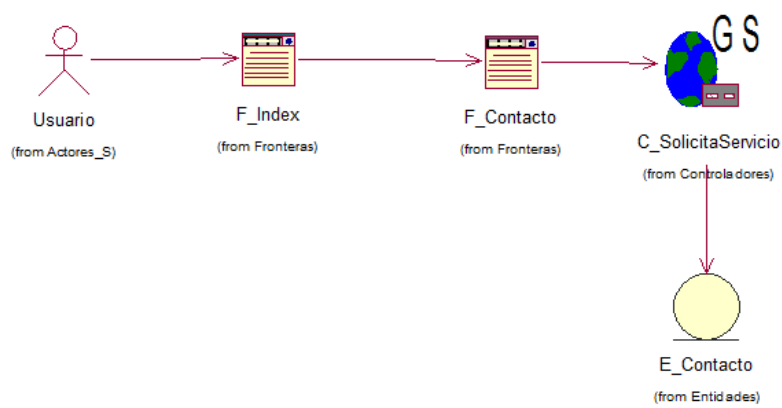 G S
Usuario
(from Actores_S)
F_Index
(from Fronteras)
F_Contacto
(from Fronteras)
C_SolicitaServicio
(from Controladores)
E_Contacto
(from Entidades)